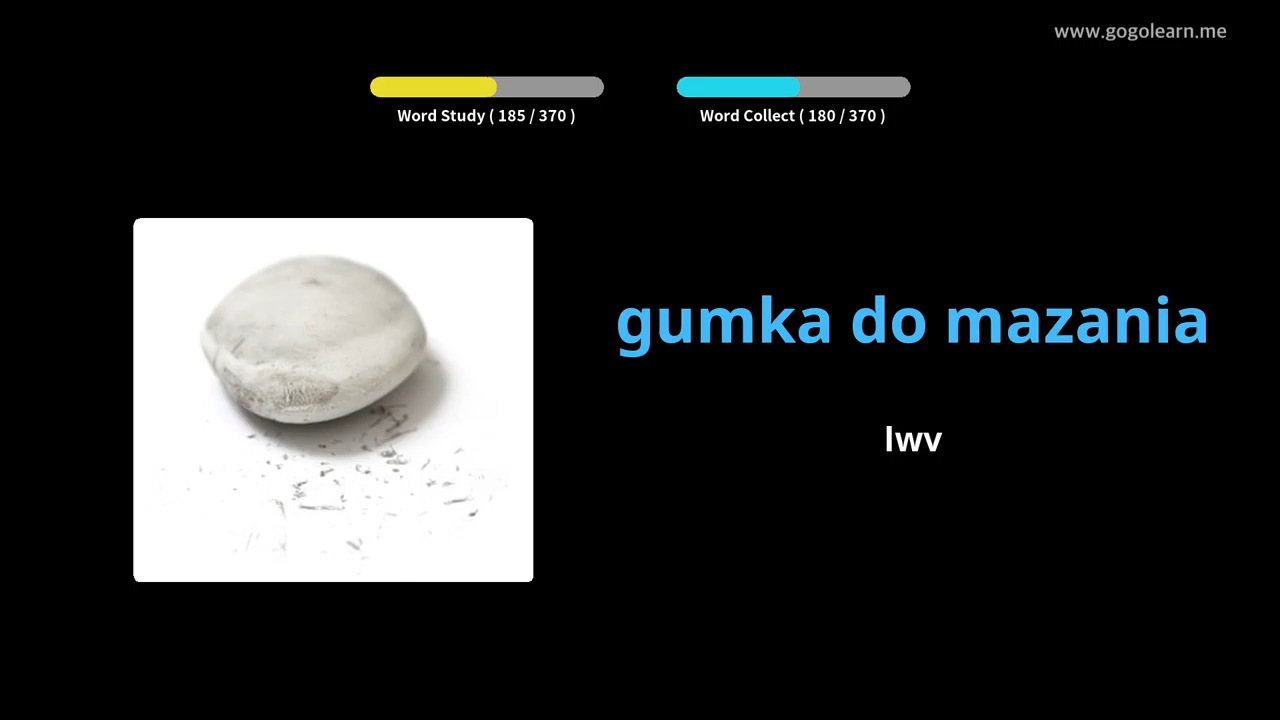 www.gogolearn.me
Word Study ( 185 / 370 )
Word Collect ( 180 / 370 )
gumka do mazania
lwv